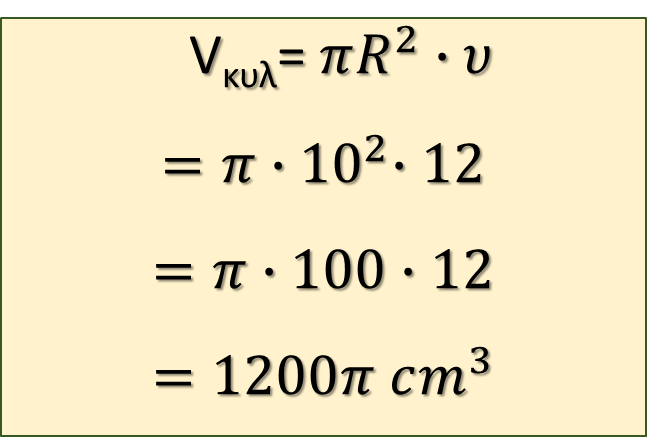 Vκυλ= πR² · υ
= π · 10² · 12
= π · 100 · 12
= 1200π cm³